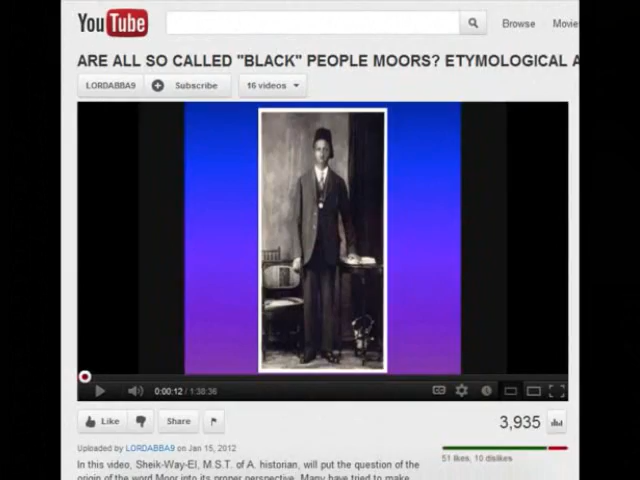 YouTube Browse Movie
ARE ALL SO CALLED "BLACK" PEOPLE MOORS? ETYMOLOGICAL A
LORDABBA9 Subscribe 16 videos
0:00:12 / 1:38:36
Like Share 3,935
Uploaded by LORDABBA9 on Jan 15, 2012
51 likes, 10 dislikes
In this video, Sheik-Way-El, M.S.T. of A. historian, will put the question of the
origin of the word Moor into its proper perspective. Many have tried to make